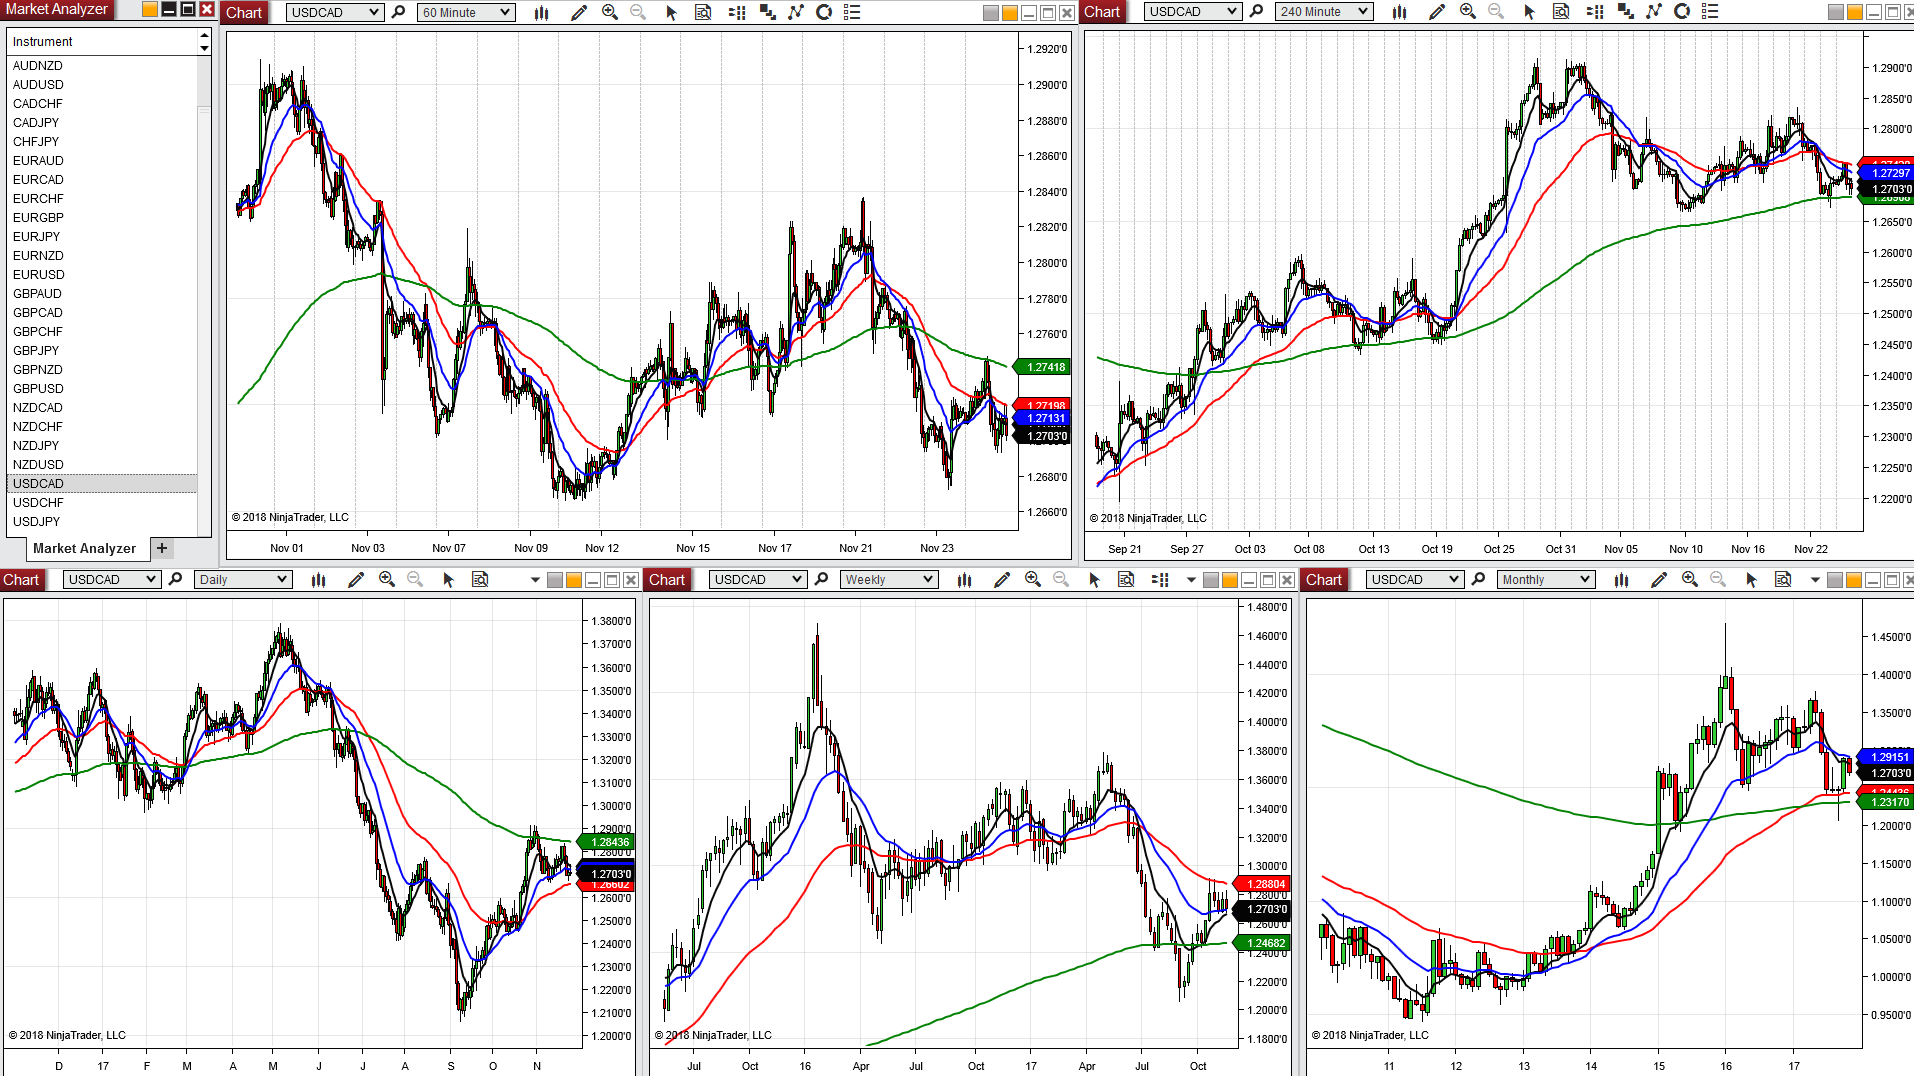 Market Analyzer
Instrument
AUDNZD
AUDUSD
CADCHF
CADJPY
CHFJPY
EURAUD
EURCAD
EURCHF
EURGBP
EURJPY
EURNZD
EURUSD
GBPAUD
GBPCAD
GBPCHF
GBPJPY
GBPNZD
GBPUSD
NZDCAD
NZDCHF
NZDJPY
NZDUSD
USDCAD
USDCHF
USDJPY
Market Analyzer +
Chart USDCAD 60 Minute
1.2920'0
1.2900'0
1.2880'0
1.2860'0
1.2840'0
1.2820'0
1.2800'0
1.2780'0
1.2760'0
1.27418
1.27198
1.27131
1.2703'0
1.2680'0
1.2660'0
© 2018 NinjaTrader, LLC
Nov 01 Nov 03 Nov 07 Nov 09 Nov 12 Nov 15 Nov 17 Nov 21 Nov 23
Chart USDCAD 240 Minute
1.2900'0
1.2850'0
1.2800'0
1.27297
1.2703'0
1.2650'0
1.2600'0
1.2550'0
1.2500'0
1.2450'0
1.2400'0
1.2350'0
1.2300'0
1.2250'0
1.2200'0
© 2018 NinjaTrader, LLC
Sep 21 Sep 27 Oct 03 Oct 08 Oct 13 Oct 19 Oct 25 Oct 31 Nov 05 Nov 10 Nov 16 Nov 22
Chart USDCAD Daily
1.3800'0
1.3700'0
1.3600'0
1.3500'0
1.3400'0
1.3300'0
1.3200'0
1.3100'0
1.3000'0
1.2900'0
1.28436
1.2703'0
1.26602
1.2600'0
1.2500'0
1.2400'0
1.2300'0
1.2200'0
1.2100'0
1.2000'0
© 2018 NinjaTrader, LLC
D 17 F M A M J J A S O N
Chart USDCAD Weekly
1.4800'0
1.4600'0
1.4400'0
1.4200'0
1.4000'0
1.3800'0
1.3600'0
1.3400'0
1.3200'0
1.3000'0
1.28804
1.2703'0
1.24682
1.2400'0
1.2200'0
1.2000'0
1.1800'0
© 2018 NinjaTrader, LLC
Jul Oct 16 Apr Jul Oct 17 Apr Jul Oct
Chart USDCAD Monthly
1.4500'0
1.4000'0
1.3500'0
1.29151
1.2703'0
1.23170
1.2000'0
1.1500'0
1.1000'0
1.0500'0
1.0000'0
0.9500'0
© 2018 NinjaTrader, LLC
11 12 13 14 15 16 17